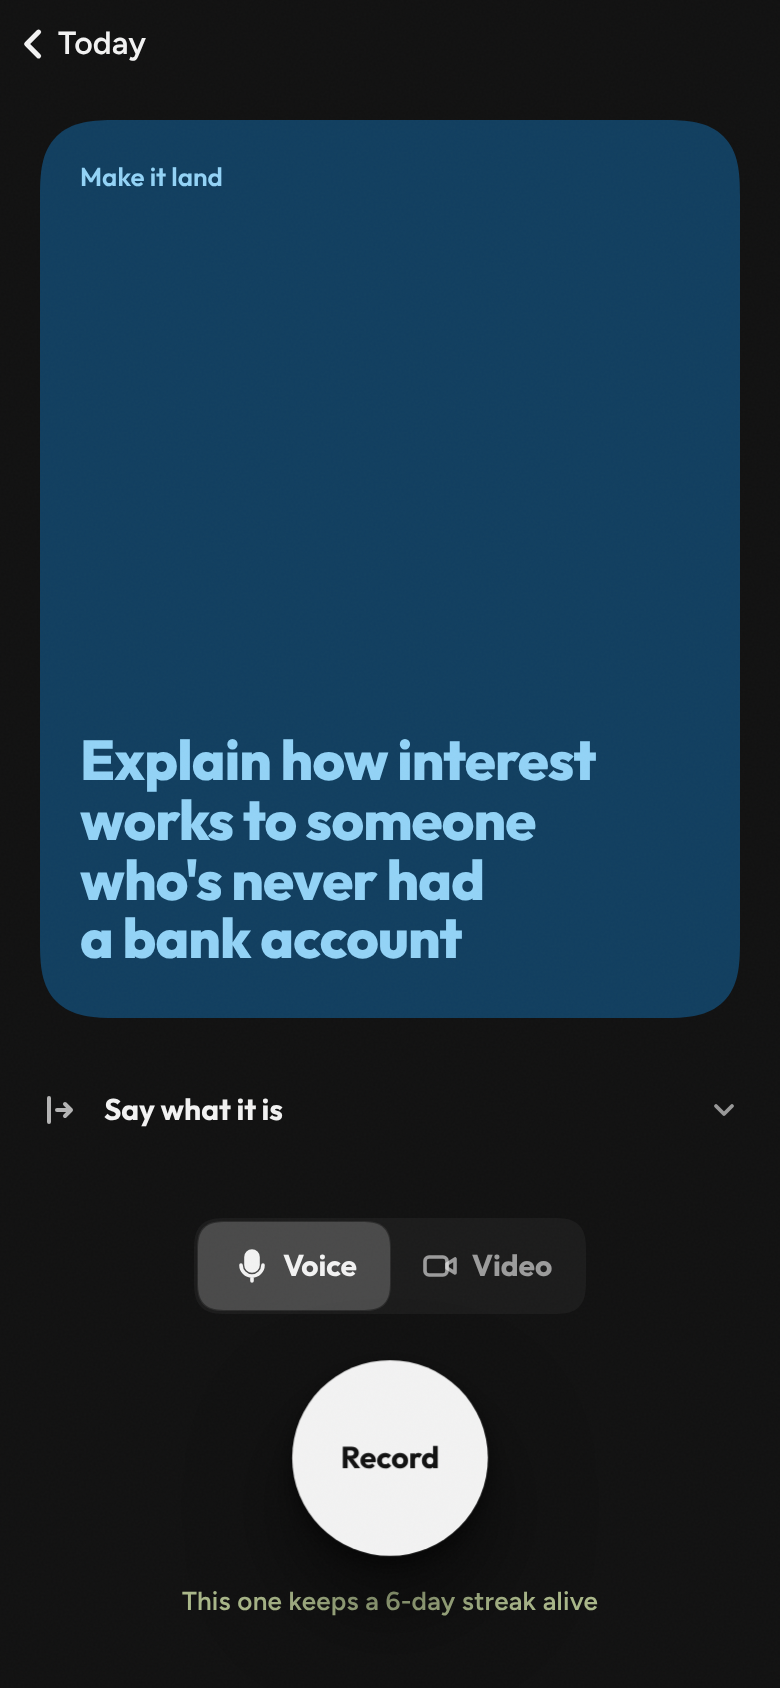 Today
Make it land
Explain how interest
works to someone
who's never had
a bank account
Say what it is
Voice
Video
Record
This one keeps a 6-day streak alive